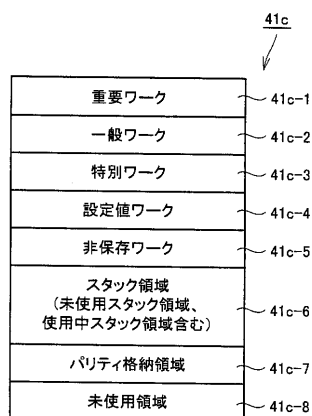 41c
重要ワーク 41c-1
一般ワーク 41c-2
特別ワーク 41c-3
設定値ワーク 41c-4
非保存ワーク 41c-5
スタック領域
(未使用スタック領域、
使用中スタック領域含む) 41c-6
パリティ格納領域 41c-7
未使用領域 41c-8